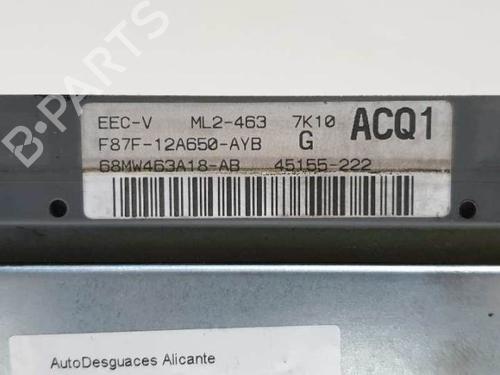 B-PARTS
EEC-V ML2-463 7K10 ACQ1
F87F-12A650-AYB G
68MW463A18-AB 45155-222
AutoDesguaces Alicante